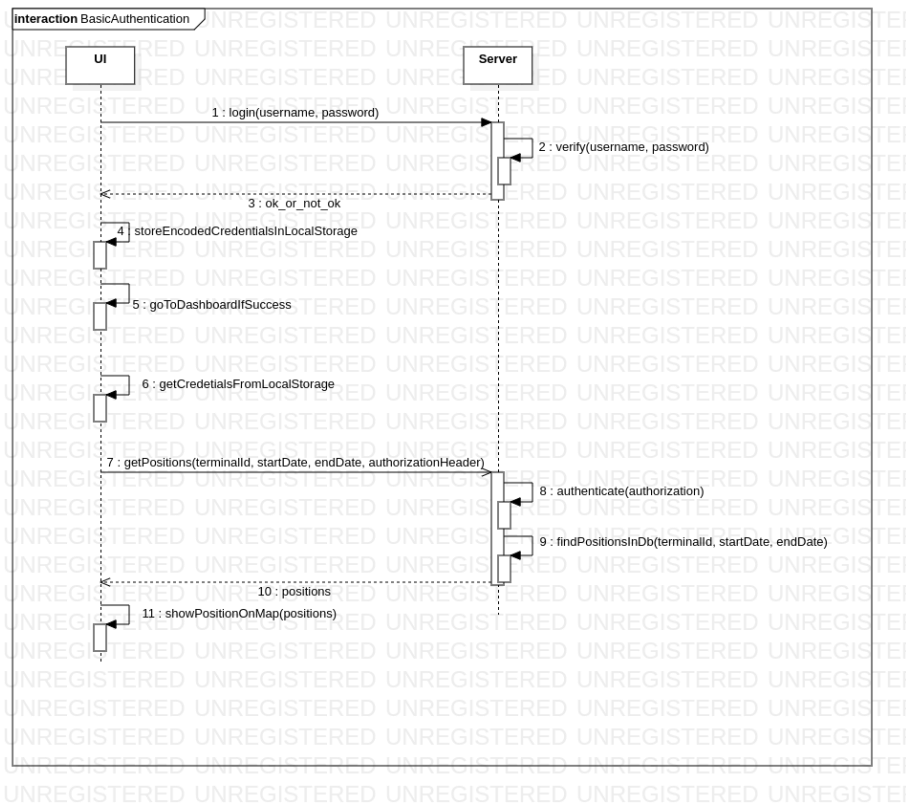 interaction BasicAuthentication
UI
Server
1 : login(username, password)
2 : verify(username, password)
3 : ok_or_not_ok
4 : storeEncodedCredentialsInLocalStorage
5 : goToDashboardIfSuccess
6 : getCredetialsFromLocalStorage
7 : getPositions(terminalId, startDate, endDate, authorizationHeader)
8 : authenticate(authorization)
9 : findPositionsInDb(terminalId, startDate, endDate)
10 : positions
11 : showPositionOnMap(positions)
UNREGISTERED